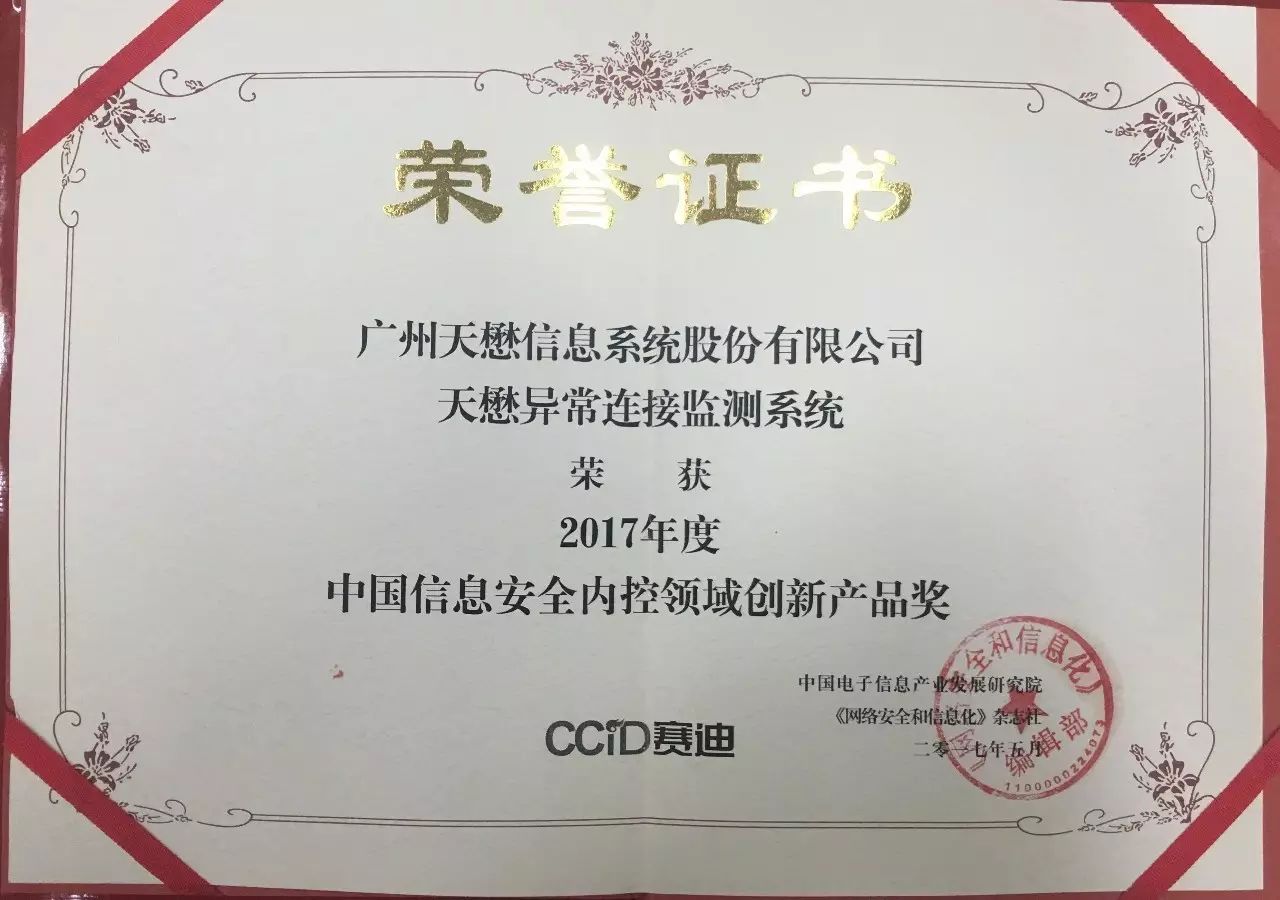 荣誉证书
广州天懋信息系统股份有限公司
天懋异常连接监测系统
荣 获
2017年度
中国信息安全内控领域创新产品奖
中国电子信息产业发展研究院
《网络安全和信息化》杂志社
二零一七年五月
CCID赛迪
《网络安全和信息化》
编辑部
1100000224073